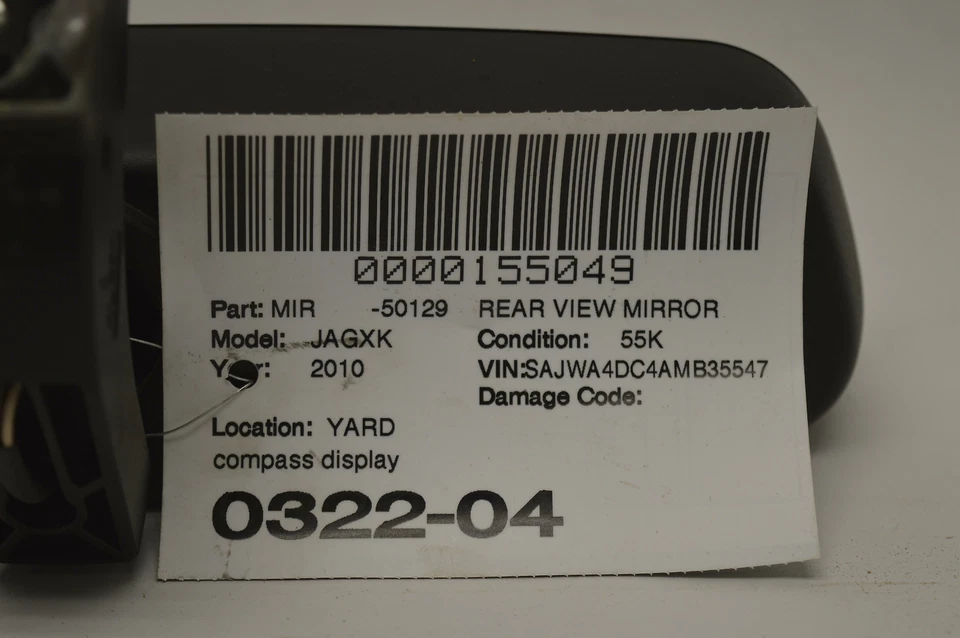 0000155049
Part: MIR -50129 REAR VIEW MIRROR
Model: JAGXK Condition: 55K
Year: 2010 VIN:SAJWA4DC4AMB35547
Damage Code:
Location: YARD
compass display
0322-04